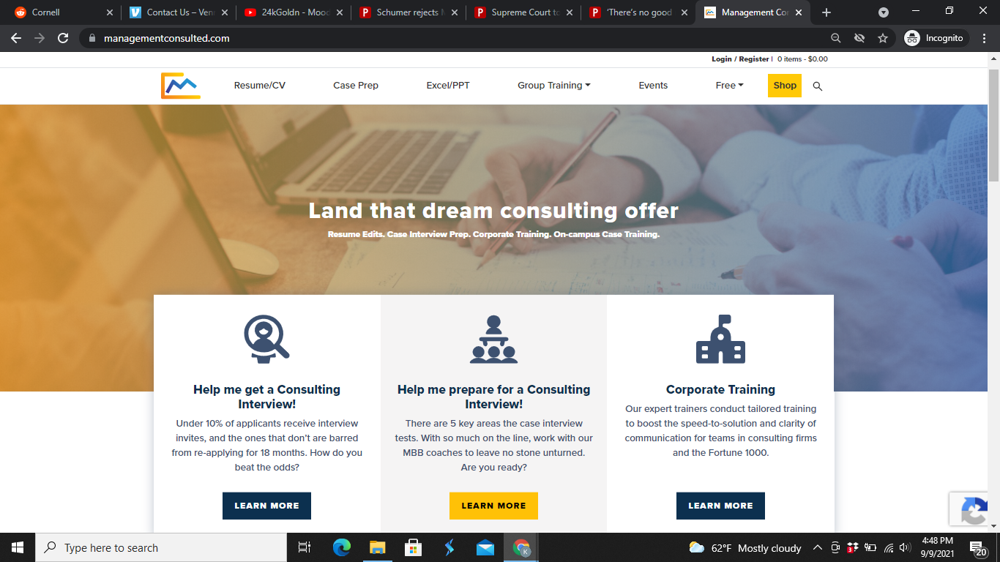 Cornell
Contact Us – Ven
24kGoldn - Mooc
Schumer rejects
Supreme Court to
'There's no good
Management Co
managementconsulted.com
Incognito
Login / Register | 0 items - $0.00
Resume/CV
Case Prep
Excel/PPT
Group Training
Events
Free
Shop
Land that dream consulting offer
Resume Edits. Case Interview Prep. Corporate Training. On-campus Case Training.
Help me get a Consulting
Interview!
Under 10% of applicants receive interview
invites, and the ones that don't are barred
from re-applying for 18 months. How do you
beat the odds?
LEARN MORE
Help me prepare for a Consulting
Interview!
There are 5 key areas the case interview
tests. With so much on the line, work with our
MBB coaches to leave no stone unturned.
Are you ready?
LEARN MORE
Corporate Training
Our expert trainers conduct tailored training
to boost the speed-to-solution and clarity of
communication for teams in consulting firms
and the Fortune 1000.
LEARN MORE
Type here to search
K
62°F Mostly cloudy
3
4:48 PM
9/9/2021
20